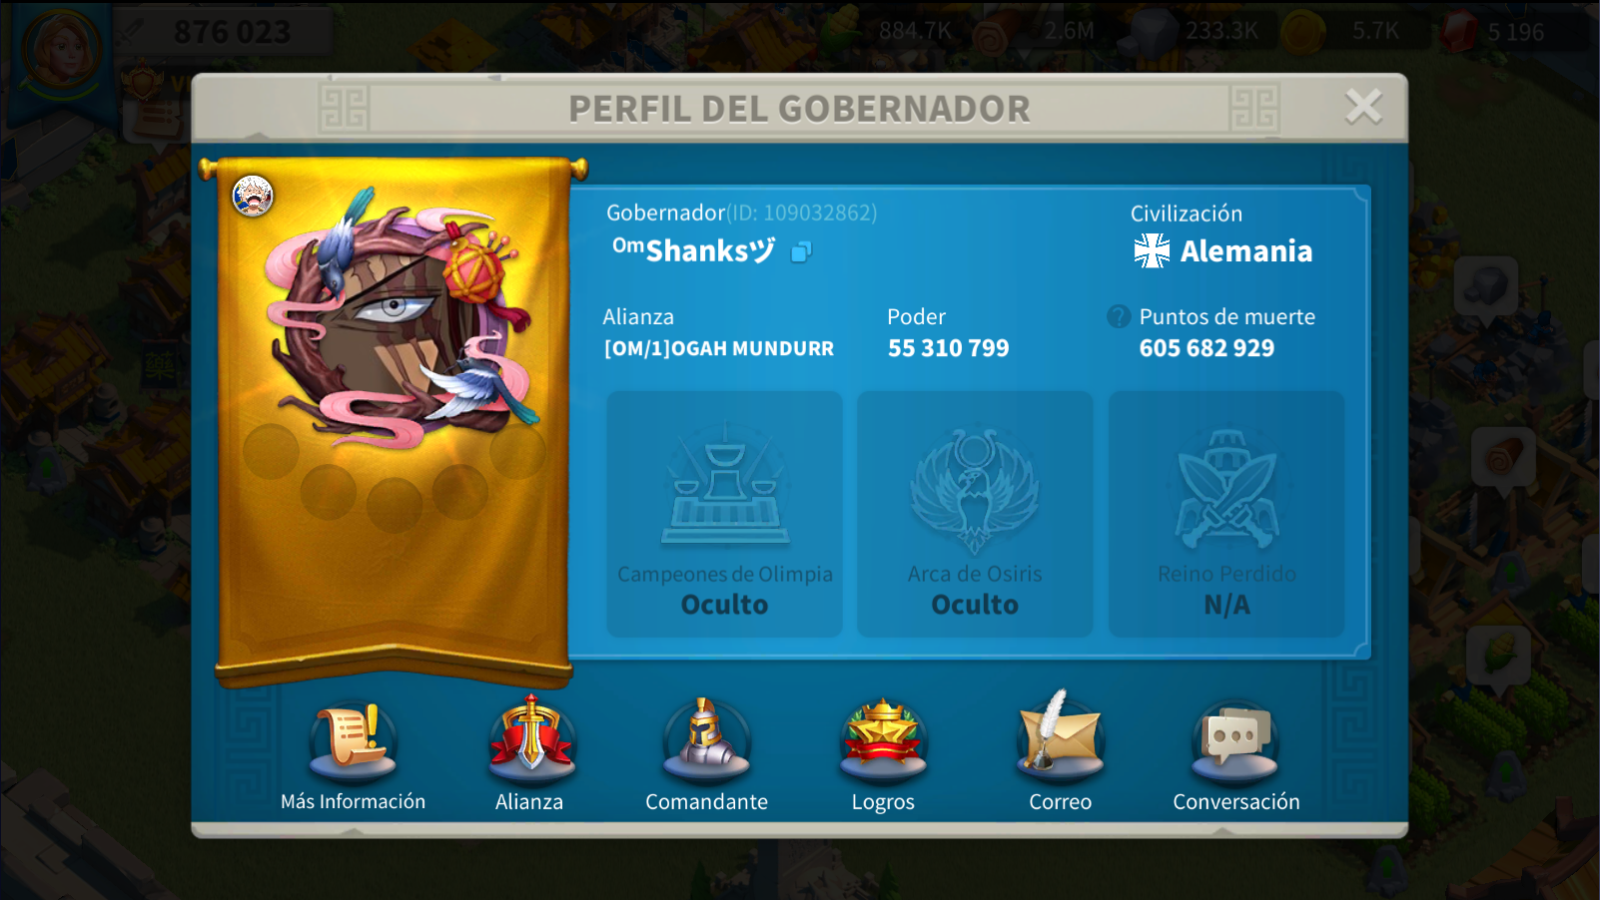 876 023
884.7K
2.6M
233.3K
5.7K
5 196
PERFIL DEL GOBERNADOR
Gobernador(ID: 109032862)
ᴼᵐShanksヅ
Civilización
Alemania
Alianza
[OM/1]OGAH MUNDURR
Poder
55 310 799
? Puntos de muerte
605 682 929
Campeones de Olimpia
Oculto
Arca de Osiris
Oculto
Reino Perdido
N/A
Más Información
Alianza
Comandante
Logros
Correo
Conversación